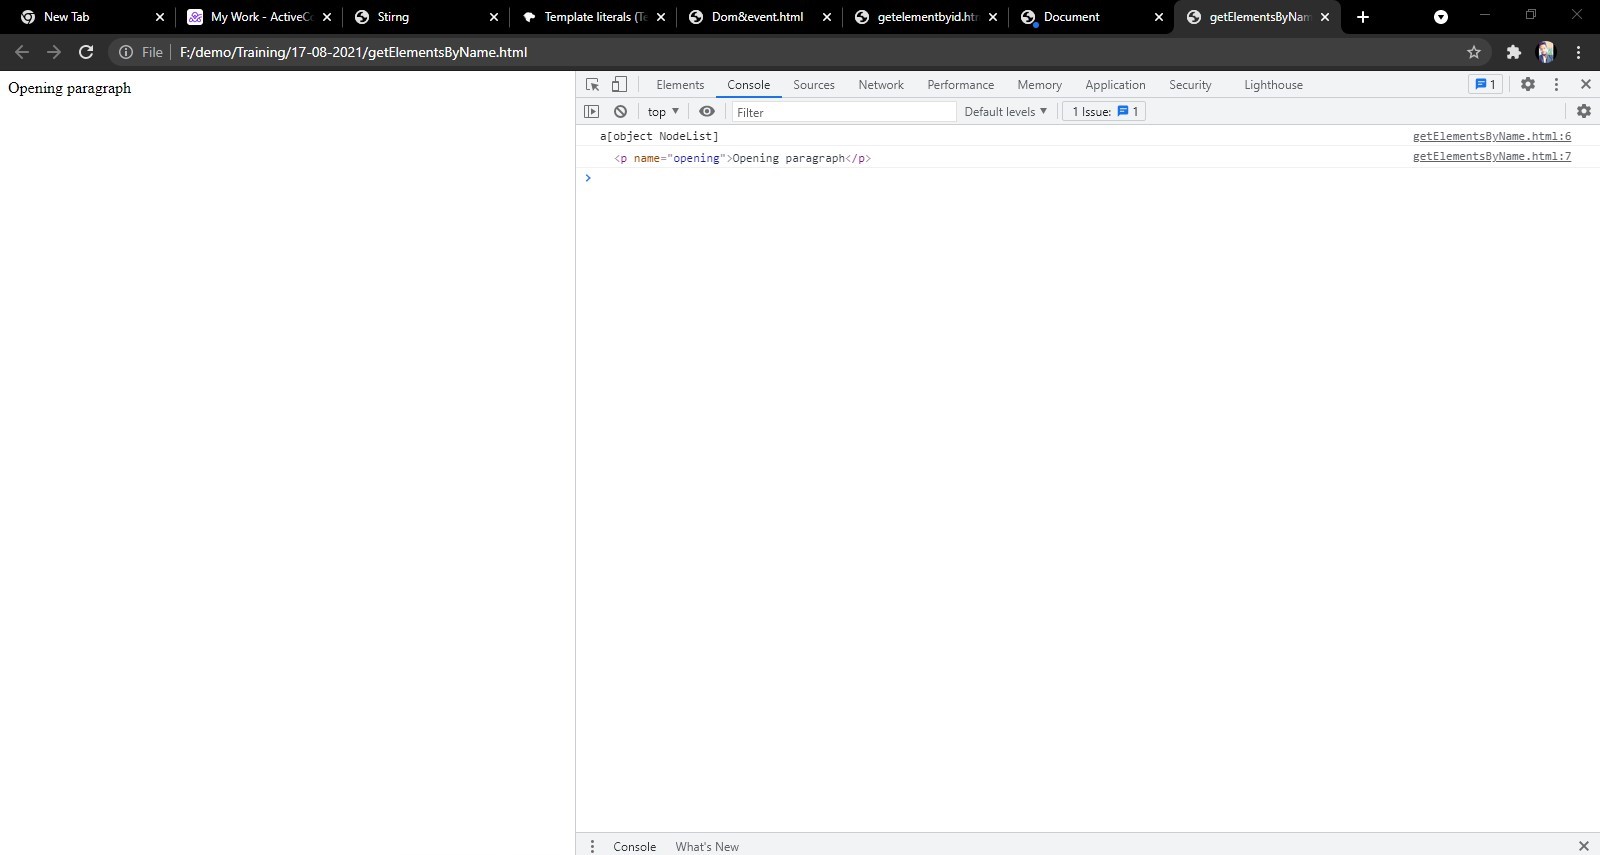 New Tab
My Work - ActiveCo
Stirng
Template literals (Te
Dom&event.html
getelementbyid.htm
Document
getElementsByNam
File
F:/demo/Training/17-08-2021/getElementsByName.html
Opening paragraph
Elements Console Sources Network Performance Memory Application Security Lighthouse 1
top Filter Default levels 1 Issue: 1
a[object NodeList] getElementsByName.html:6
<p name="opening">Opening paragraph</p> getElementsByName.html:7
Console What's New